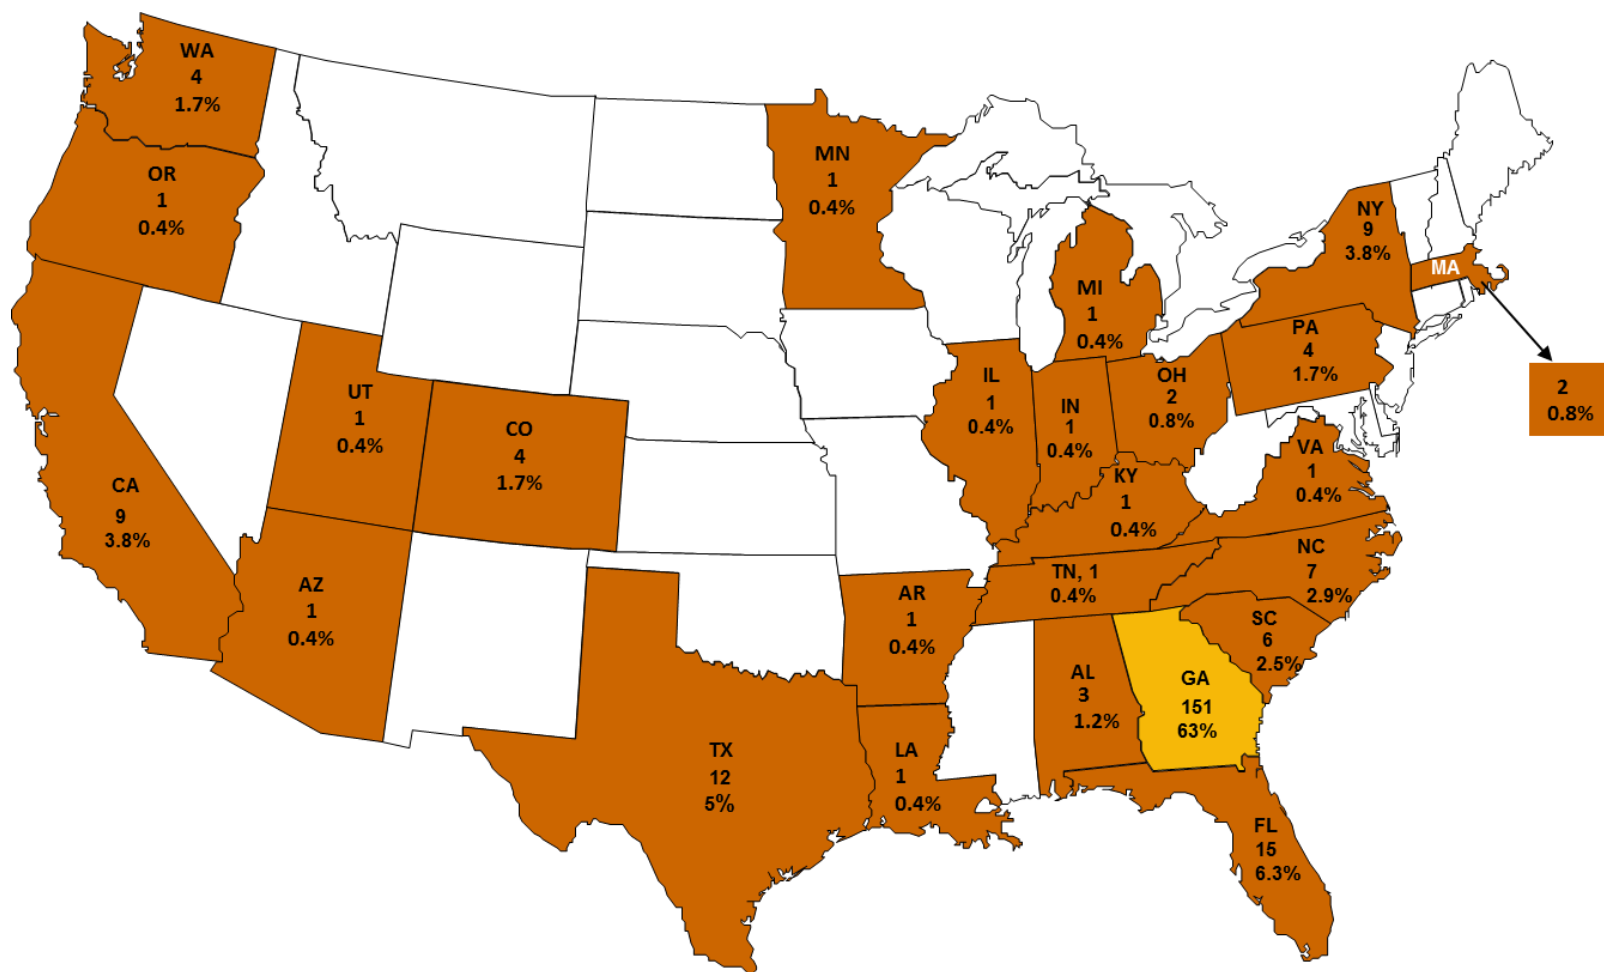 WA
4
1.7%
OR
1
0.4%
CA
9
3.8%
UT
1
0.4%
AZ
1
0.4%
CO
4
1.7%
TX
12
5%
MN
1
0.4%
AR
1
0.4%
LA
1
0.4%
IL
1
0.4%
MI
1
0.4%
IN
1
0.4%
OH
2
0.8%
KY
1
0.4%
TN, 1
0.4%
AL
3
1.2%
GA
151
63%
FL
15
6.3%
SC
6
2.5%
NC
7
2.9%
VA
1
0.4%
PA
4
1.7%
NY
9
3.8%
MA
2
0.8%